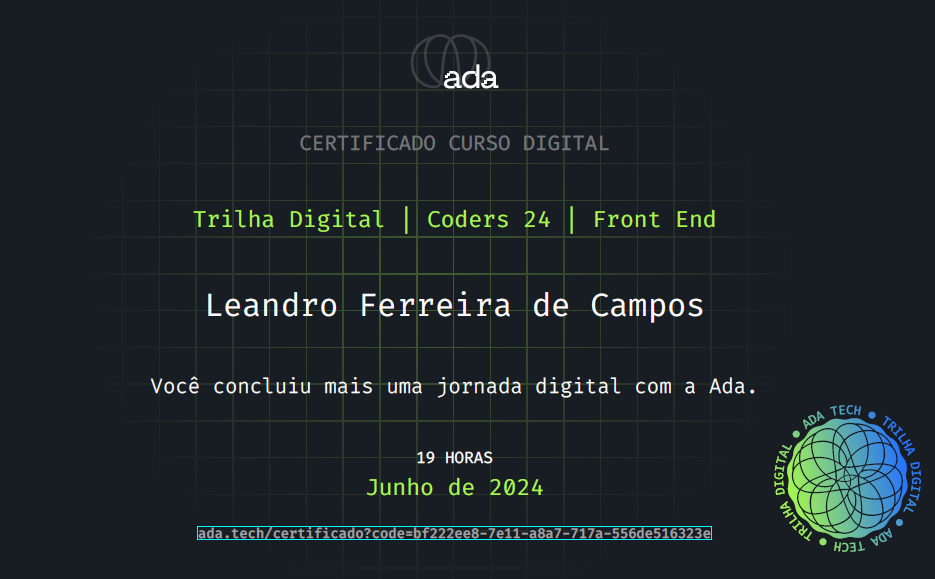 ada
CERTIFICADO CURSO DIGITAL
Trilha Digital | Coders 24 | Front End
Leandro Ferreira de Campos
Você concluiu mais uma jornada digital com a Ada.
19 HORAS
Junho de 2024
ada.tech/certificado?code=bf222ee8-7e11-a8a7-717a-556de516323e
ADA TECH • TRILHA DIGITAL • ADA TECH • TRILHA DIGITAL •